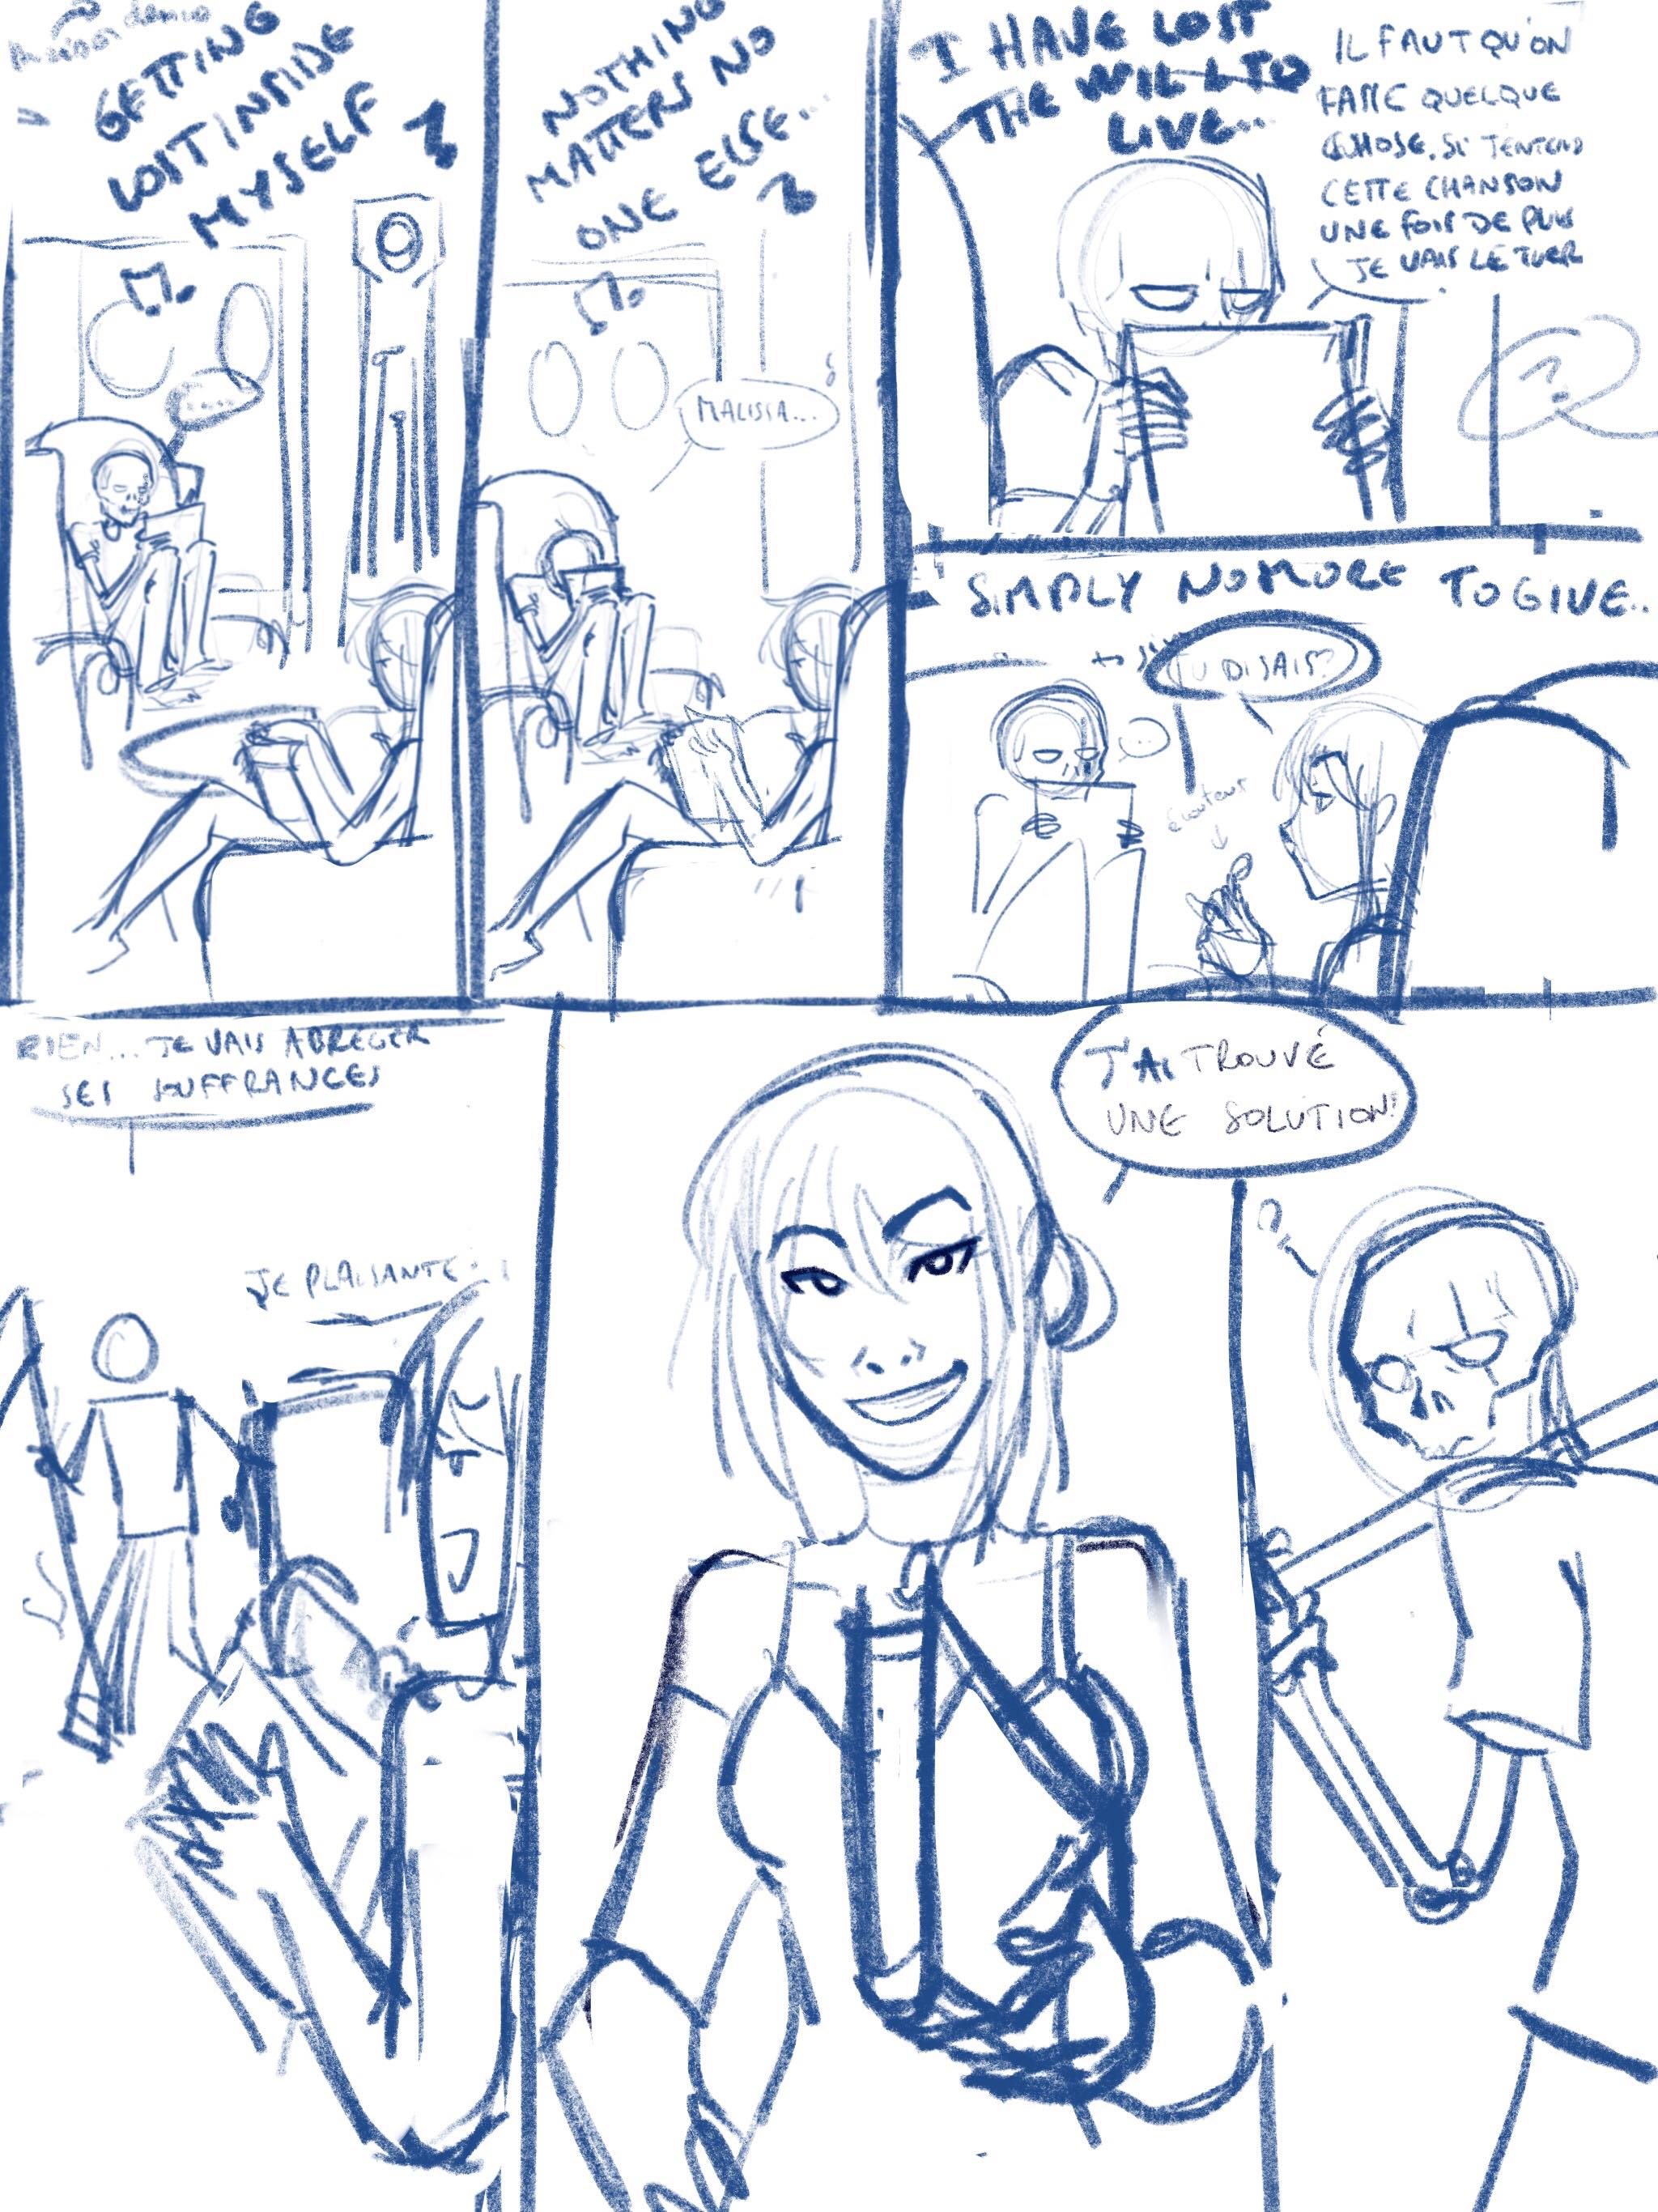 GETTING
LOST INSIDE
MYSELF
....
NOTHING
MATTERS NO
ONE ELSE...
MALISSA...
I HAVE LOST
THE WILL TO
LIVE...
IL FAUT QU'ON
FASSE QUELQUE
CHOSE. SI J'ENTEND
CETTE CHANSON
UNE FOIS DE PLUS
JE VAIS LE TUER
?
SIMPLY NO MORE TO GIVE..
TU DISAIS?
...
écouteur
RIEN... JE VAIS ABREGER
SES SOUFFRANCES
JE PLAISANTE..
J'AI TROUVÉ
UNE SOLUTION!
?